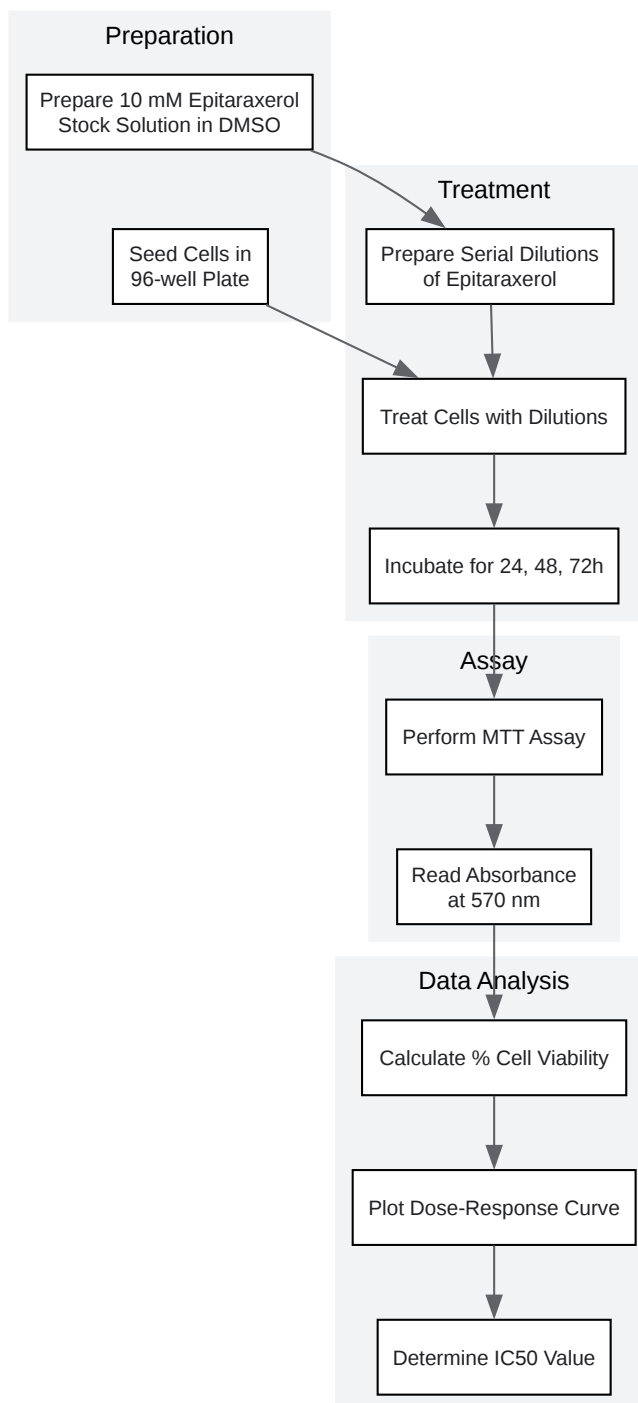 Preparation
Prepare 10 mM Epitaraxerol
Stock Solution in DMSO
Treatment
Seed Cells in
96-well Plate
Prepare Serial Dilutions
of Epitaraxerol
Treat Cells with Dilutions
Incubate for 24, 48, 72h
Assay
Perform MTT Assay
Read Absorbance
at 570 nm
Data Analysis
Calculate % Cell Viability
Plot Dose-Response Curve
Determine IC50 Value